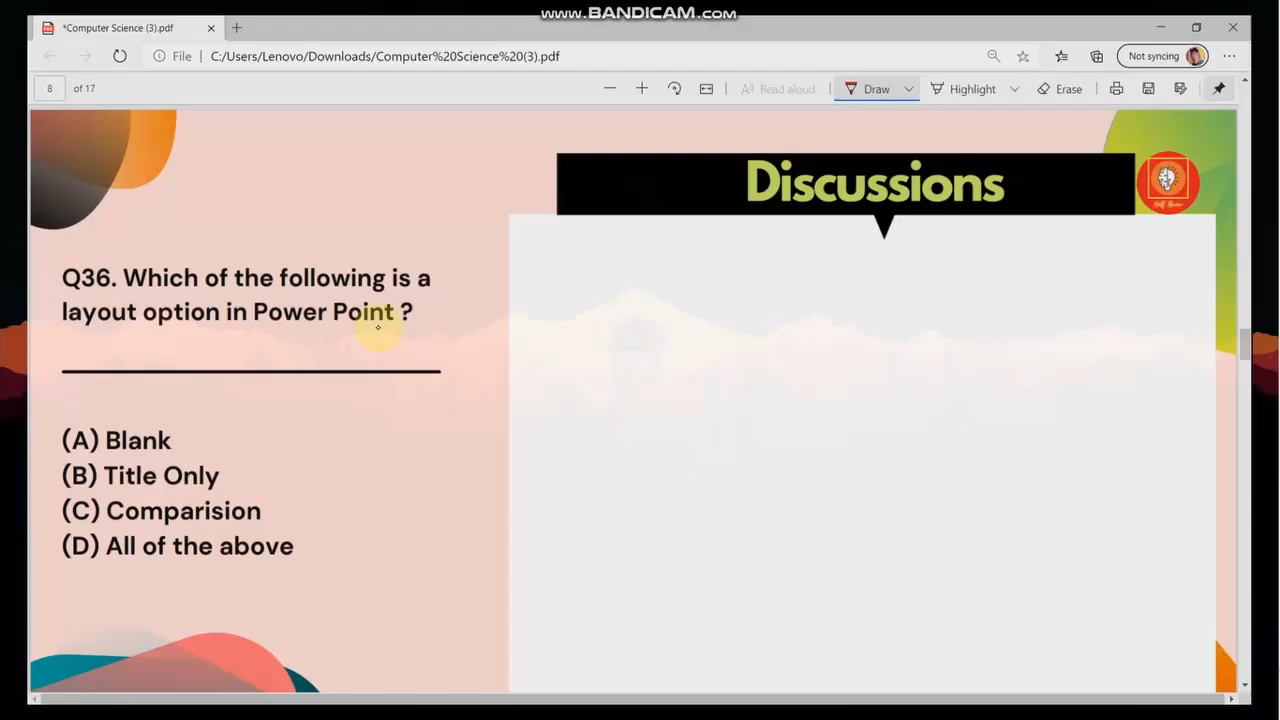 www.BANDICAM.com
*Computer Science (3).pdf
File C:/Users/Lenovo/Downloads/Computer%20Science%20(3).pdf
Not syncing
8 of 17
Read aloud Draw Highlight Erase
Discussions
Q36. Which of the following is a
layout option in Power Point ?
(A) Blank
(B) Title Only
(C) Comparision
(D) All of the above